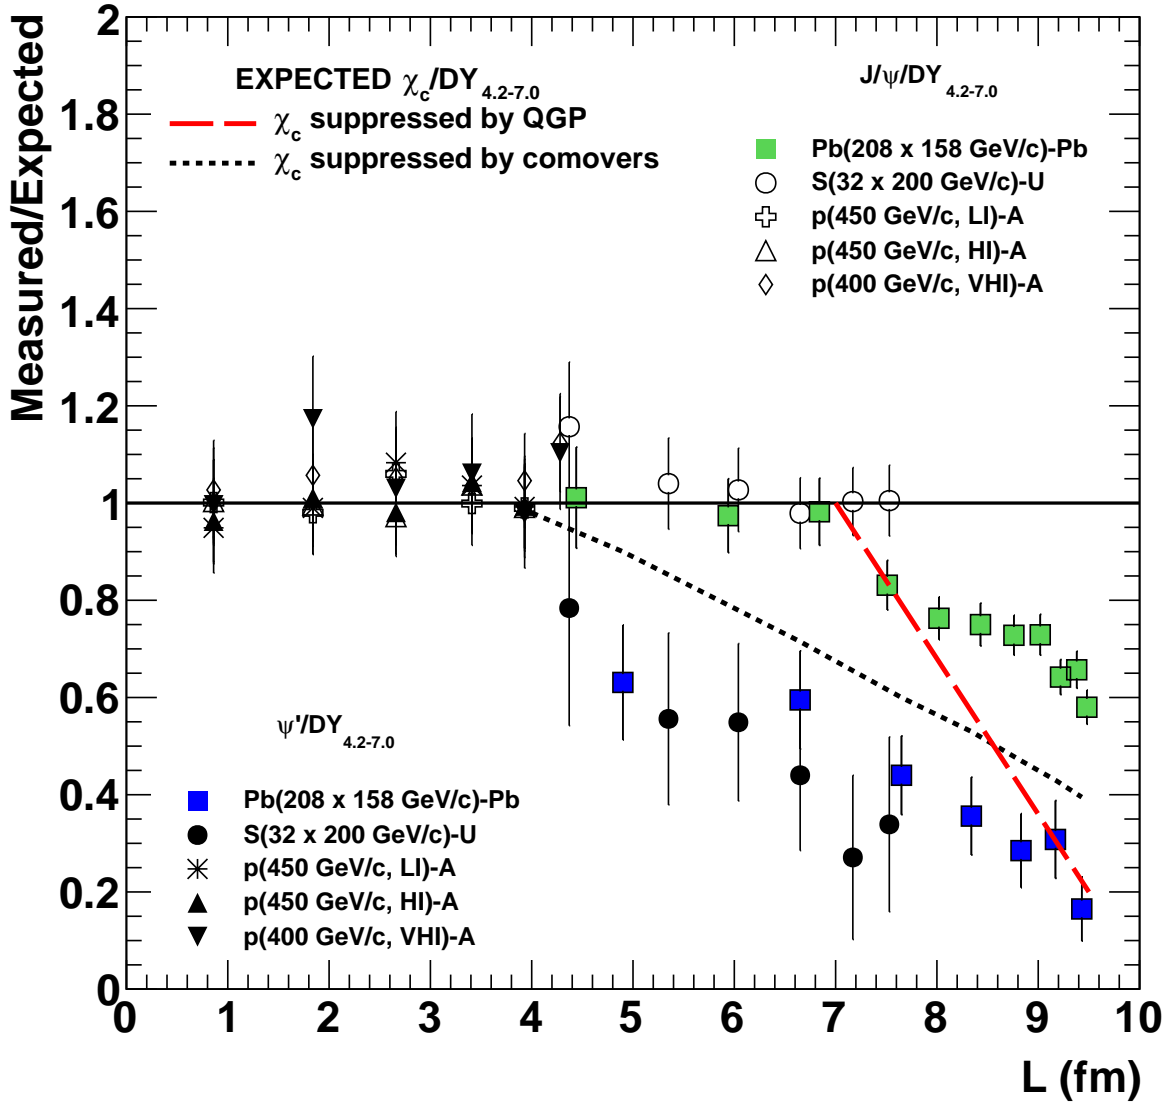 Measured/Expected
2
1.8
1.6
1.4
1.2
1
0.8
0.6
0.4
0.2
0
EXPECTED χc/DY4.2-7.0
χc suppressed by QGP
χc suppressed by comovers
J/ψ/DY4.2-7.0
Pb(208 x 158 GeV/c)-Pb
S(32 x 200 GeV/c)-U
p(450 GeV/c, LI)-A
p(450 GeV/c, HI)-A
p(400 GeV/c, VHI)-A
ψ'/DY4.2-7.0
Pb(208 x 158 GeV/c)-Pb
S(32 x 200 GeV/c)-U
p(450 GeV/c, LI)-A
p(450 GeV/c, HI)-A
p(400 GeV/c, VHI)-A
0 1 2 3 4 5 6 7 8 9 10
L (fm)